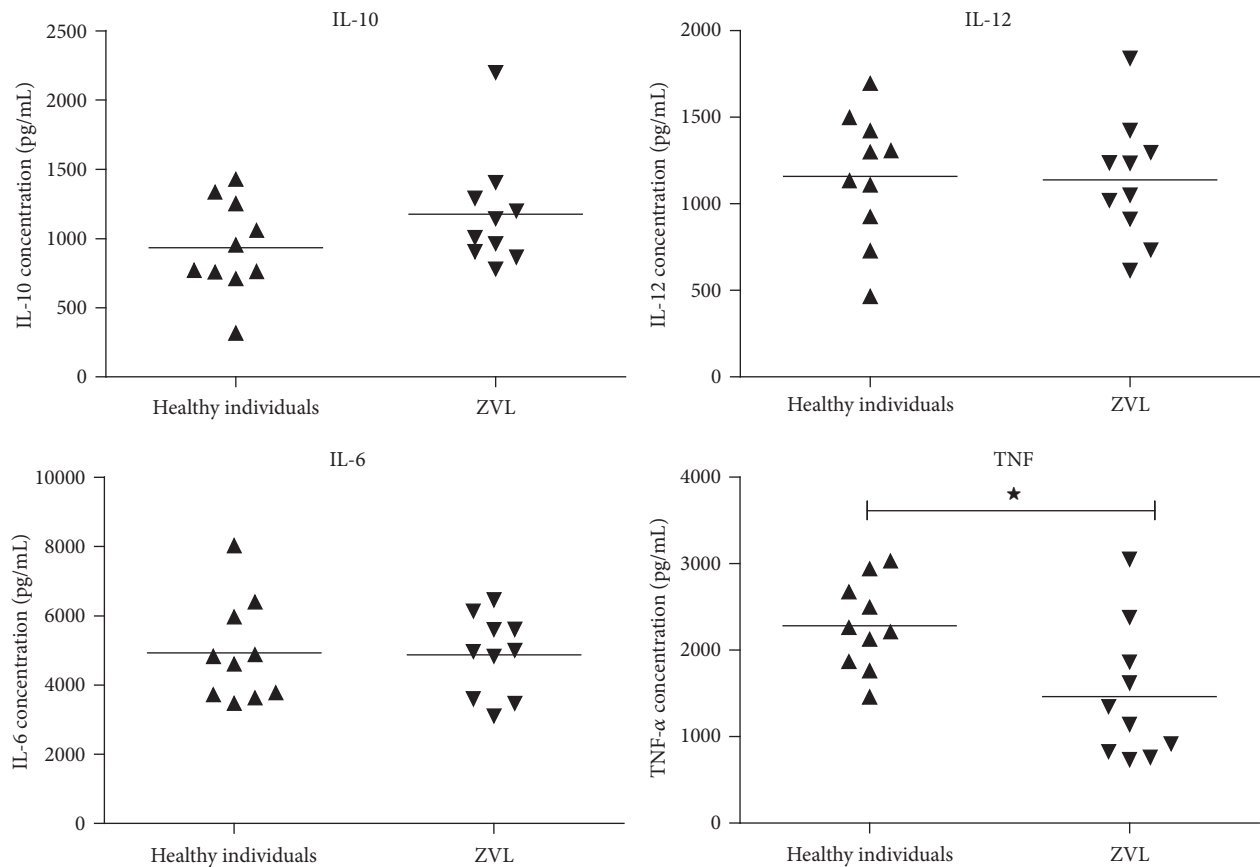 IL-10
IL-10 concentration (pg/mL)
2500
2000
1500
1000
500
0
Healthy individuals
ZVL
IL-12
IL-12 concentration (pg/mL)
2000
1500
1000
500
0
Healthy individuals
ZVL
IL-6
IL-6 concentration (pg/mL)
10000
8000
6000
4000
2000
0
Healthy individuals
ZVL
TNF
TNF-α concentration (pg/mL)
4000
3000
2000
1000
0
Healthy individuals
ZVL